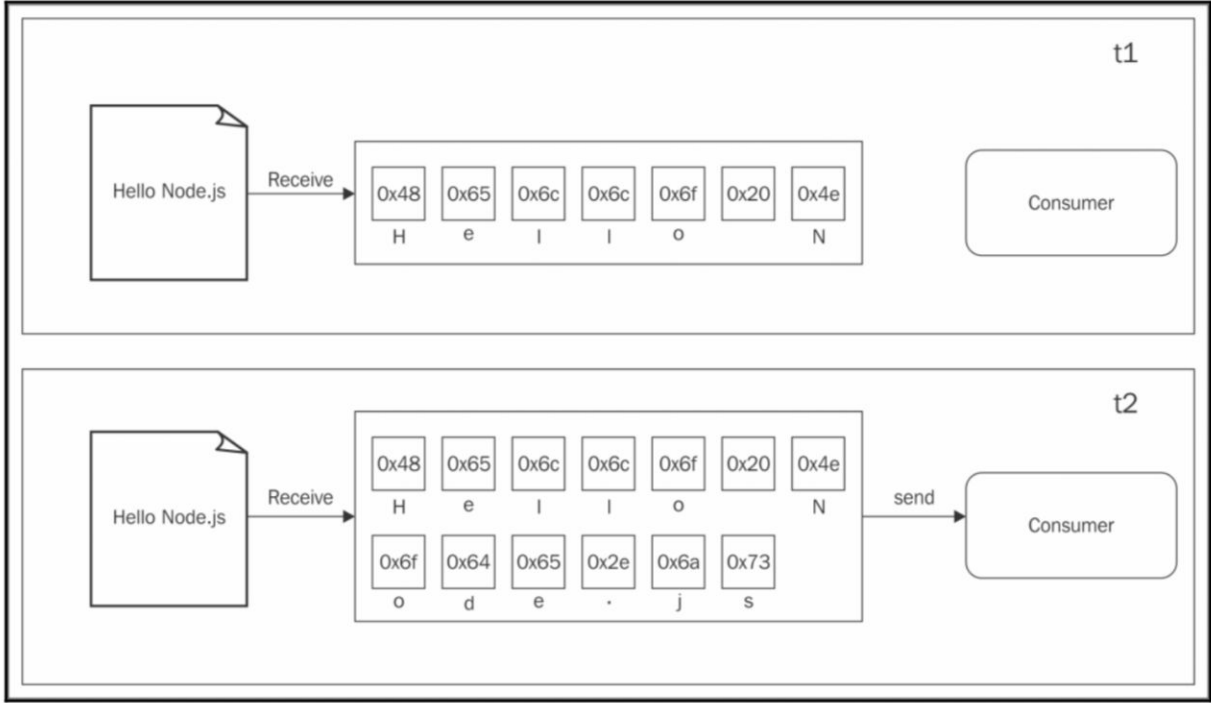 t1
Hello Node.js
Receive
0x48 0x65 0x6c 0x6c 0x6f 0x20 0x4e
H e l l o N
Consumer
t2
Hello Node.js
Receive
0x48 0x65 0x6c 0x6c 0x6f 0x20 0x4e
H e l l o N
0x6f 0x64 0x65 0x2e 0x6a 0x73
o d e . j s
send
Consumer